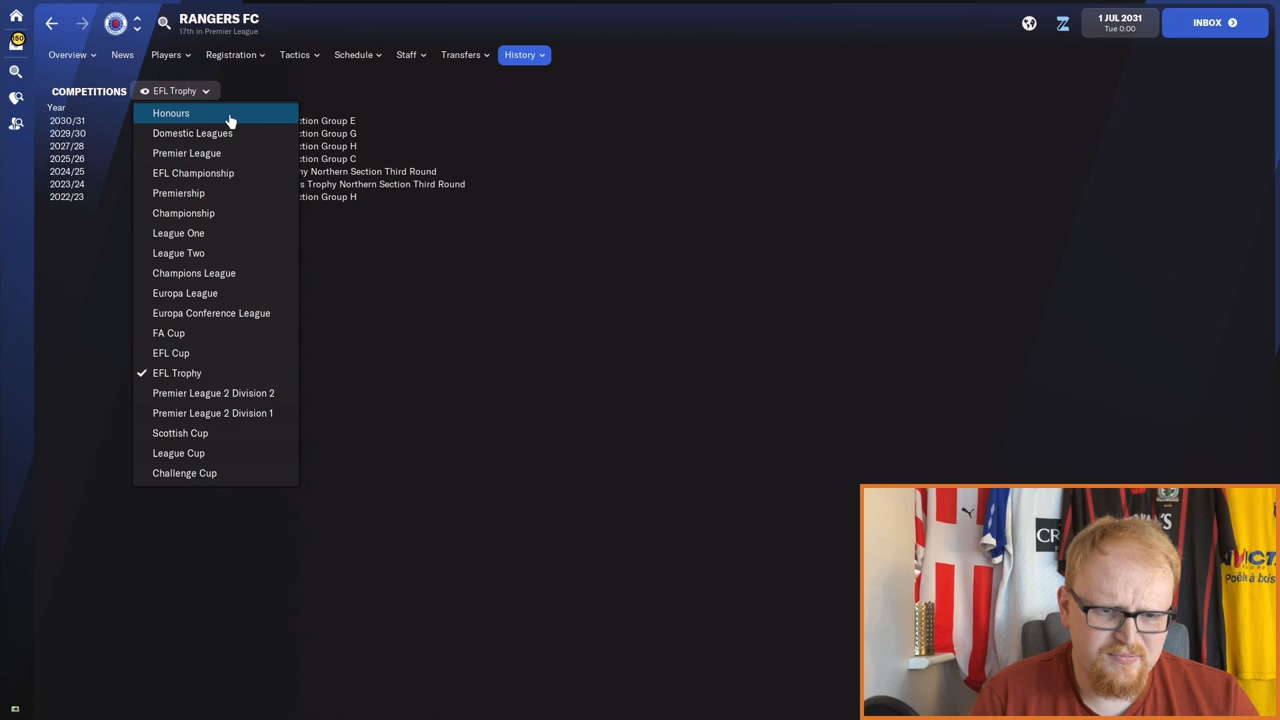 150
RANGERS FC
17th in Premier League
Z
1 JUL 2031
Tue 0:00
INBOX
Overview
News
Players
Registration
Tactics
Schedule
Staff
Transfers
History
COMPETITIONS
EFL Trophy
Year
2030/31
ction Group E
2029/30
ction Group G
2027/28
ction Group H
2025/26
ction Group C
2024/25
hy Northern Section Third Round
2023/24
s Trophy Northern Section Third Round
2022/23
ction Group H
Honours
Domestic Leagues
Premier League
EFL Championship
Premiership
Championship
League One
League Two
Champions League
Europa League
Europa Conference League
FA Cup
EFL Cup
EFL Trophy
Premier League 2 Division 2
Premier League 2 Division 1
Scottish Cup
League Cup
Challenge Cup
CR
Poêle à bois